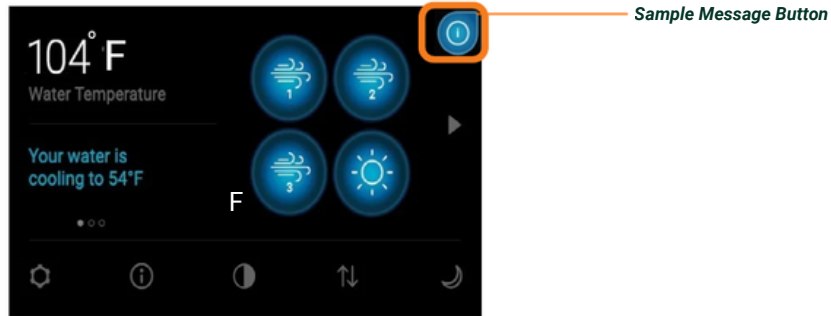 Sample Message Button
104°F
Water Temperature
1
2
Your water is
cooling to 54°F
3
F